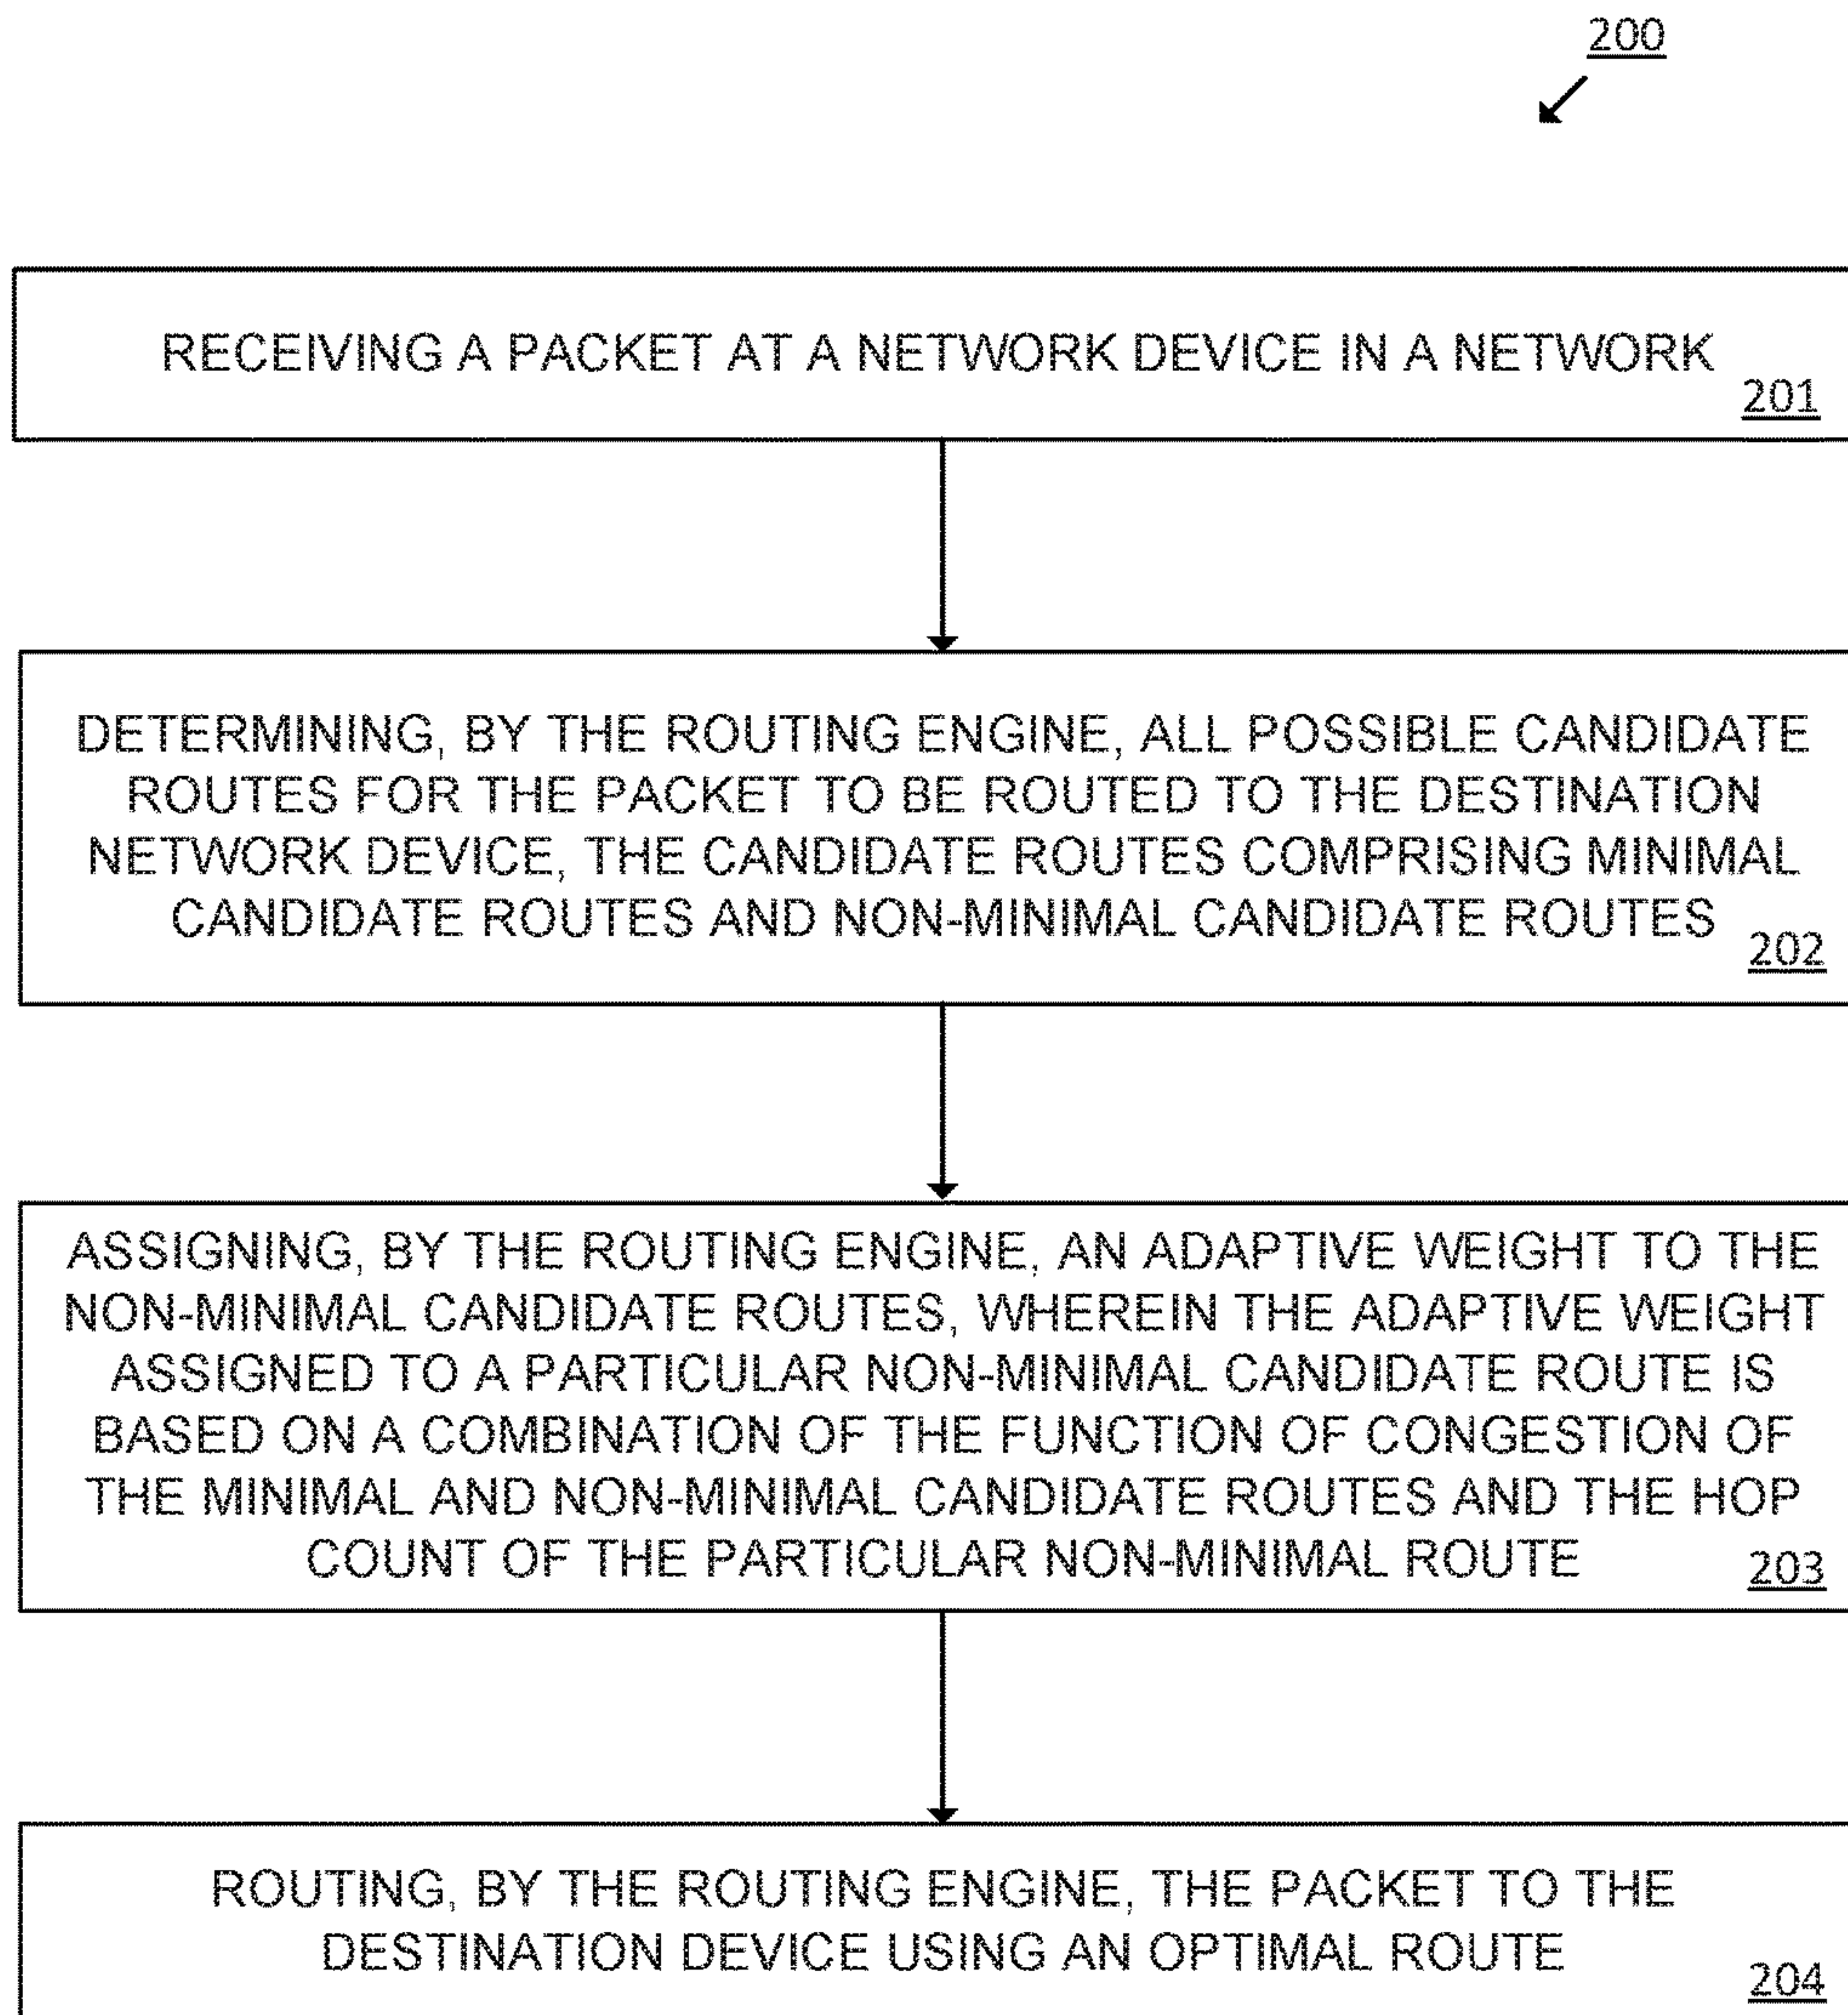 200
RECEIVING A PACKET AT A NETWORK DEVICE IN A NETWORK
201
DETERMINING, BY THE ROUTING ENGINE, ALL POSSIBLE CANDIDATE
ROUTES FOR THE PACKET TO BE ROUTED TO THE DESTINATION
NETWORK DEVICE, THE CANDIDATE ROUTES COMPRISING MINIMAL
CANDIDATE ROUTES AND NON-MINIMAL CANDIDATE ROUTES
202
ASSIGNING, BY THE ROUTING ENGINE, AN ADAPTIVE WEIGHT TO THE
NON-MINIMAL CANDIDATE ROUTES, WHEREIN THE ADAPTIVE WEIGHT
ASSIGNED TO A PARTICULAR NON-MINIMAL CANDIDATE ROUTE IS
BASED ON A COMBINATION OF THE FUNCTION OF CONGESTION OF
THE MINIMAL AND NON-MINIMAL CANDIDATE ROUTES AND THE HOP
COUNT OF THE PARTICULAR NON-MINIMAL ROUTE
203
ROUTING, BY THE ROUTING ENGINE, THE PACKET TO THE
DESTINATION DEVICE USING AN OPTIMAL ROUTE
204